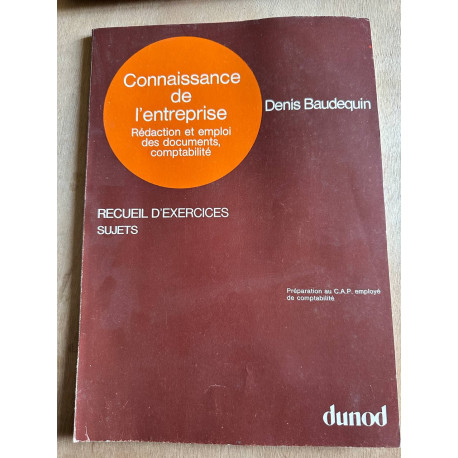 Connaissance
de
l'entreprise
Rédaction et emploi
des documents,
comptabilité
Denis Baudequin
RECUEIL D'EXERCICES
SUJETS
Préparation au C.A.P. employé
de comptabilité
dunod